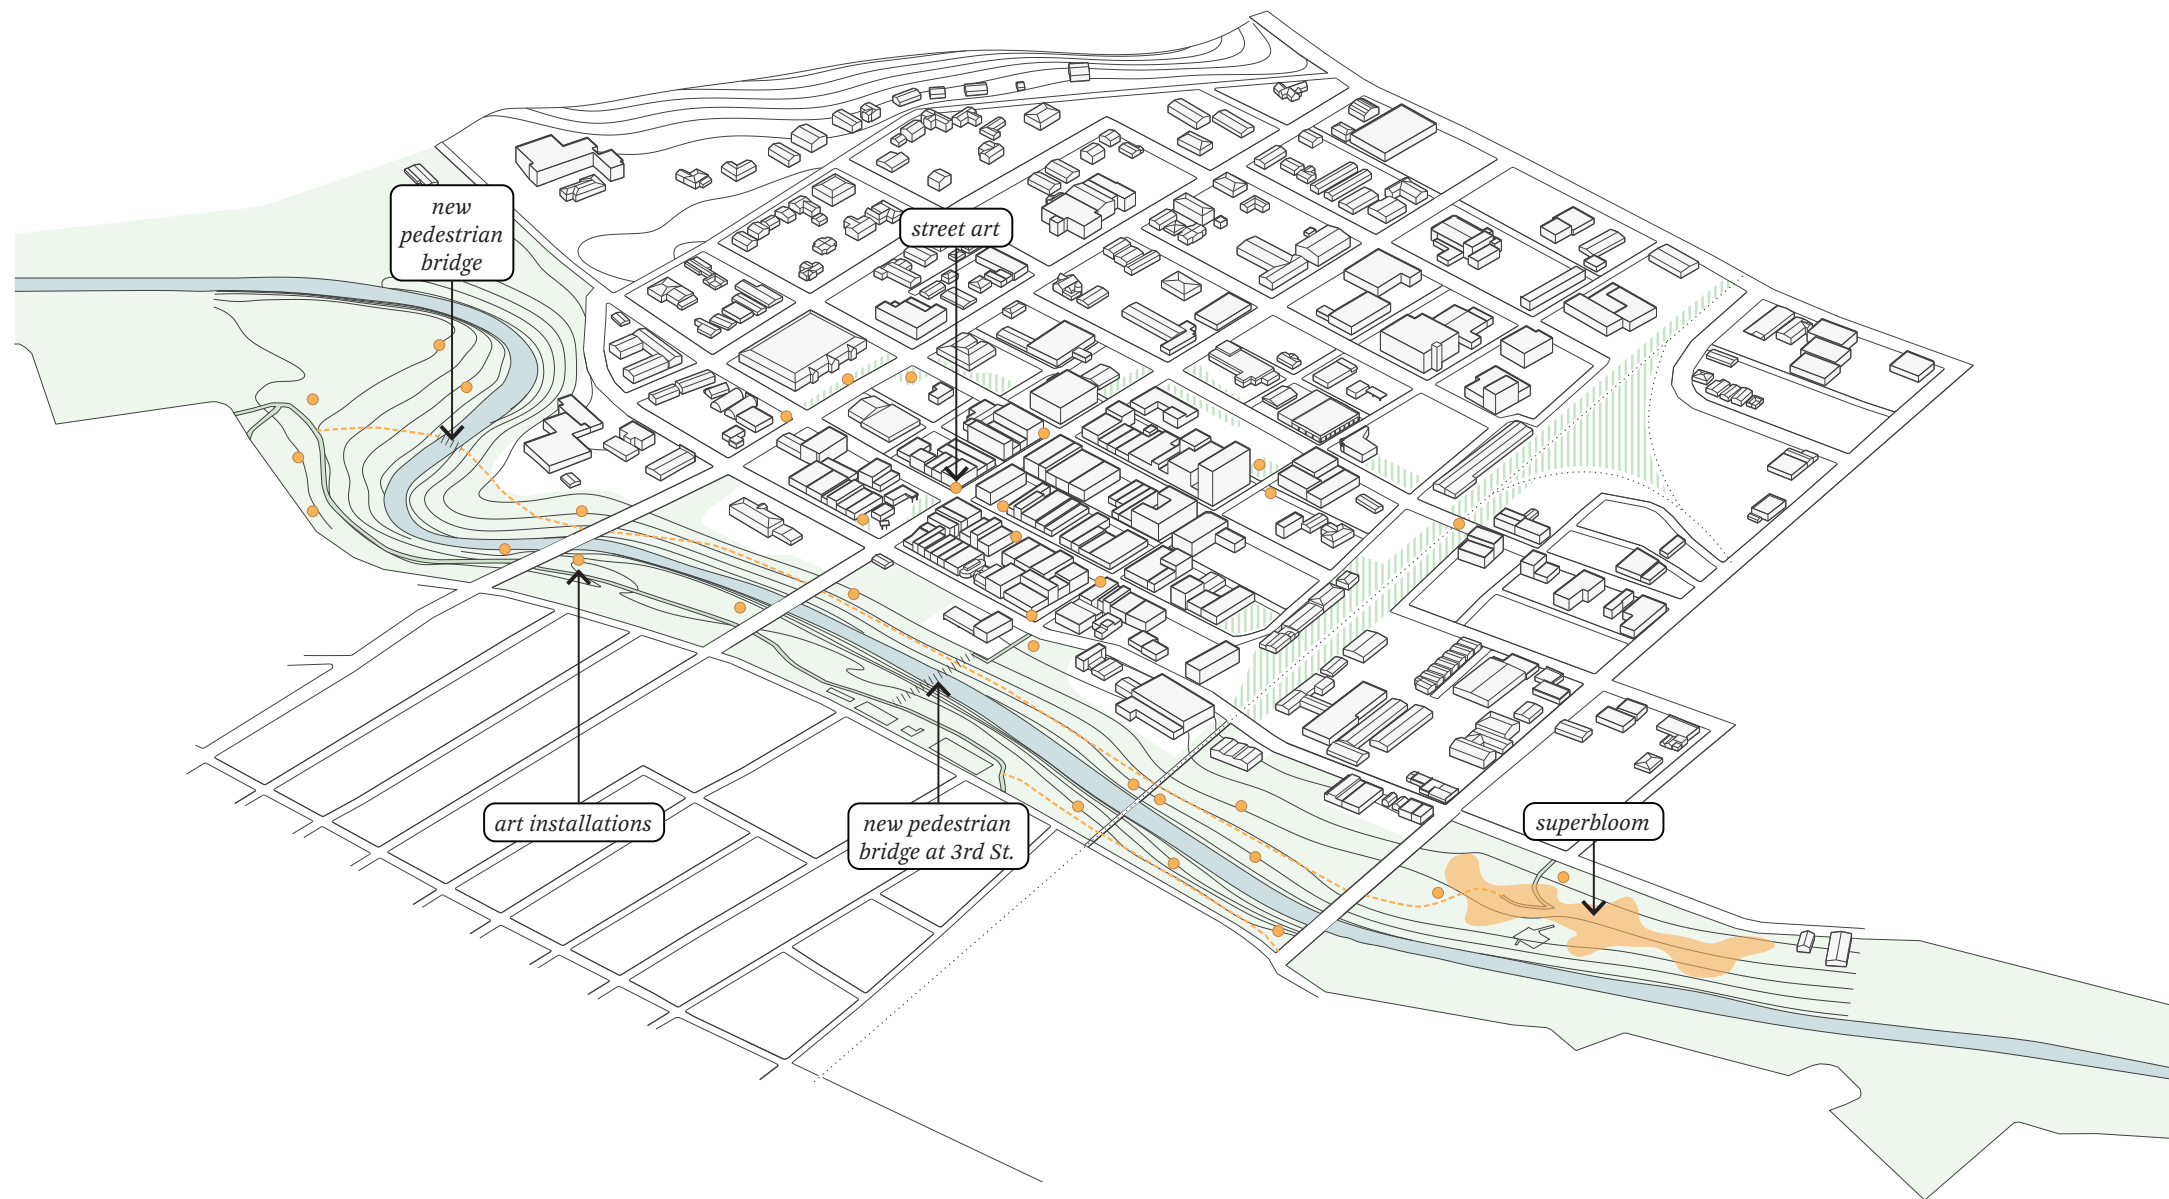 new
pedestrian
bridge
street art
art installations
new pedestrian
bridge at 3rd St.
superbloom